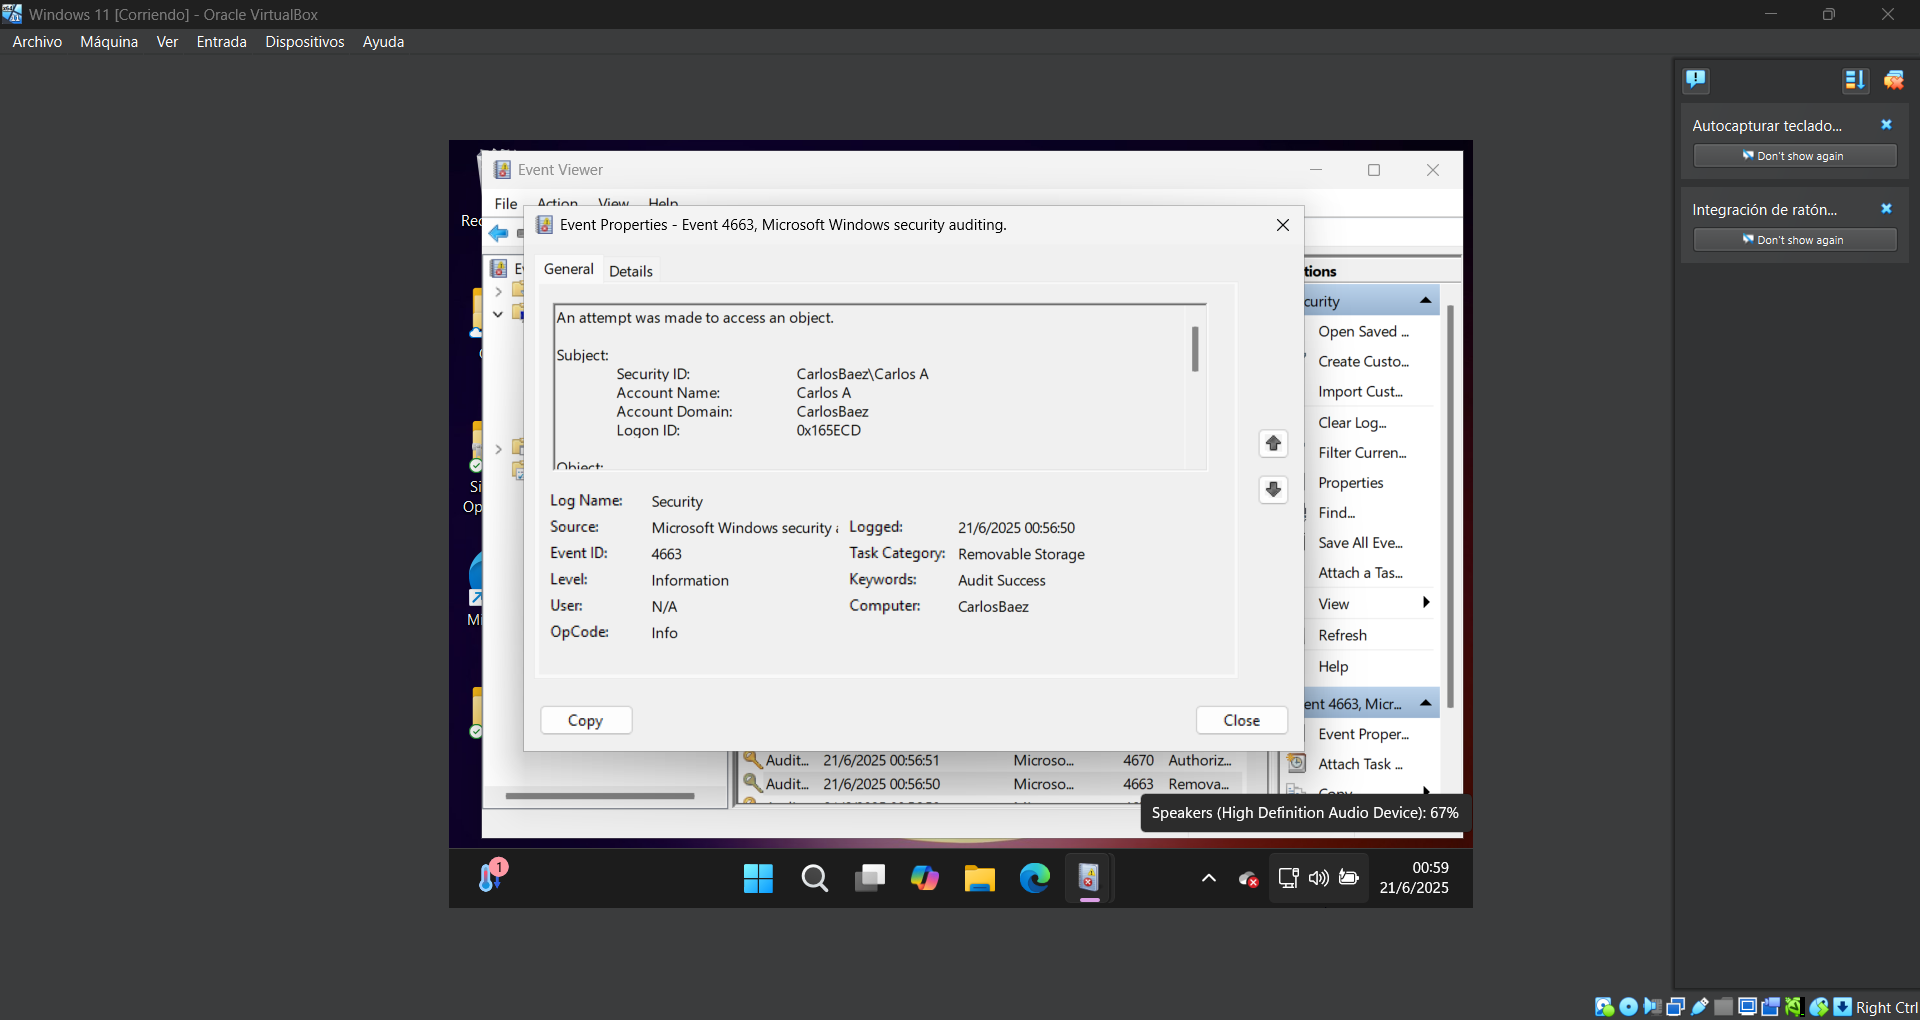 Windows 11 [Corriendo] - Oracle VirtualBox
Archivo Máquina Ver Entrada Dispositivos Ayuda
Autocapturar teclado...
Don't show again
Integración de ratón...
Don't show again
Event Viewer
File Action View Help
Event Properties - Event 4663, Microsoft Windows security auditing.
General Details
An attempt was made to access an object.
Subject:
Security ID: CarlosBaez\Carlos A
Account Name: Carlos A
Account Domain: CarlosBaez
Logon ID: 0x165ECD
Object:
Log Name: Security
Source: Microsoft Windows security Logged: 21/6/2025 00:56:50
Event ID: 4663 Task Category: Removable Storage
Level: Information Keywords: Audit Success
User: N/A Computer: CarlosBaez
OpCode: Info
Copy Close
tions
curity
Open Saved ...
Create Custo...
Import Cust...
Clear Log...
Filter Curren...
Properties
Find...
Save All Eve...
Attach a Tas...
View
Refresh
Help
ent 4663, Micr...
Event Proper...
Attach Task ...
Copy
Audit... 21/6/2025 00:56:51 Microso... 4670 Authoriz...
Audit... 21/6/2025 00:56:50 Microso... 4663 Remova...
Speakers (High Definition Audio Device): 67%
Rec
Si
Op
Mi
1
00:59
21/6/2025
Right Ctrl